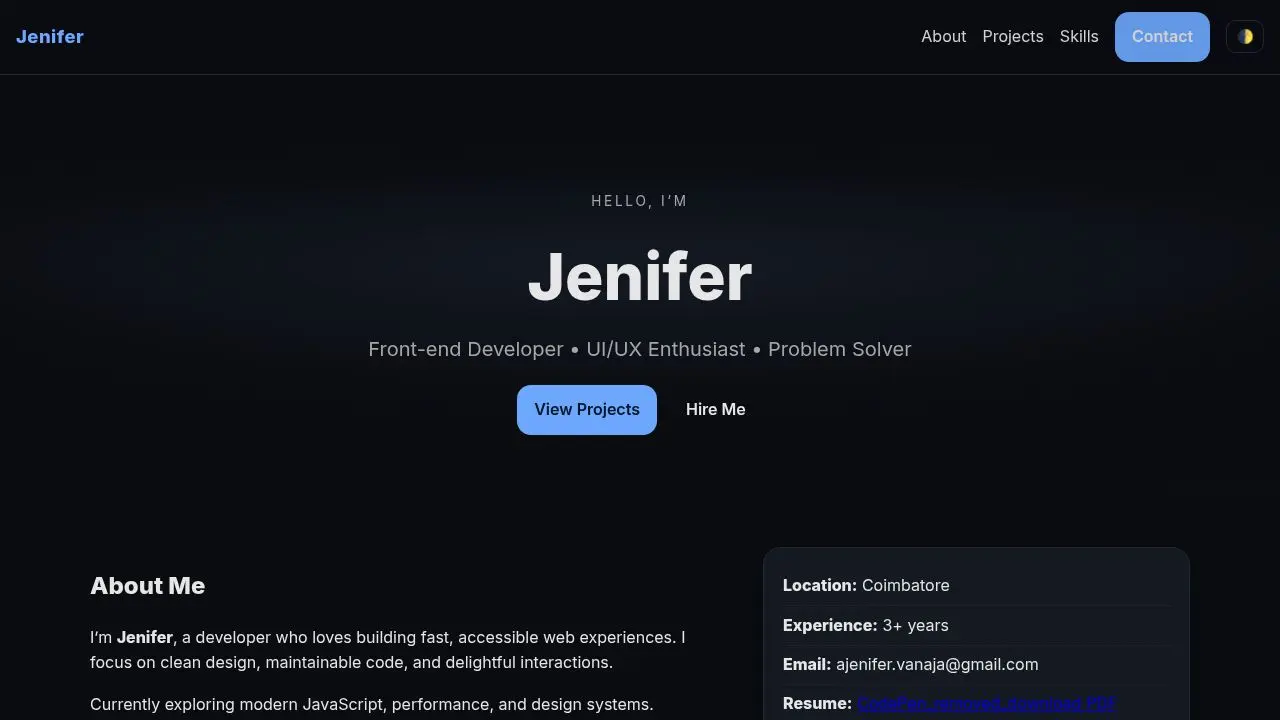 Jenifer
About Projects Skills Contact
HELLO, I’M
Jenifer
Front-end Developer • UI/UX Enthusiast • Problem Solver
View Projects Hire Me
About Me
I’m Jenifer, a developer who loves building fast, accessible web experiences. I
focus on clean design, maintainable code, and delightful interactions.
Currently exploring modern JavaScript, performance, and design systems.
Location: Coimbatore
Experience: 3+ years
Email: ajenifer.vanaja@gmail.com
Resume: CodePen_removed_download PDF